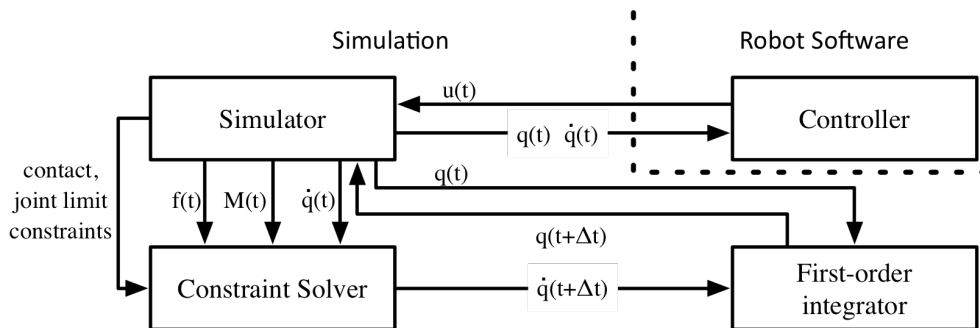 Simulation
Robot Software
u(t)
Simulator
Controller
q(t) q̇(t)
contact,
joint limit
constraints
f(t)
M(t)
q̇(t)
q(t)
q(t+Δt)
Constraint Solver
q̇(t+Δt)
First-order
integrator